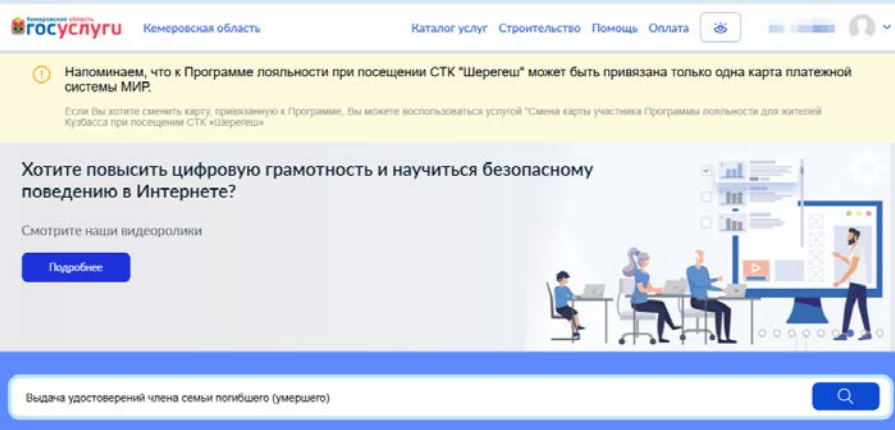 Кемеровская область
госуслуги
Кемеровская область
Каталог услуг Строительство Помощь Оплата
Напоминаем, что к Программе лояльности при посещении СТК "Шерегеш" может быть привязана только одна карта платежной
системы МИР.
Если Вы хотите сменить карту, привязанную к Программе, Вы можете воспользоваться услугой "Смена карты участника Программы лояльности для жителей
Кузбасса при посещении СТК «Шерегеш»
Хотите повысить цифровую грамотность и научиться безопасному
поведению в Интернете?
Смотрите наши видеоролики
Подробнее
Выдача удостоверений члена семьи погибшего (умершего)